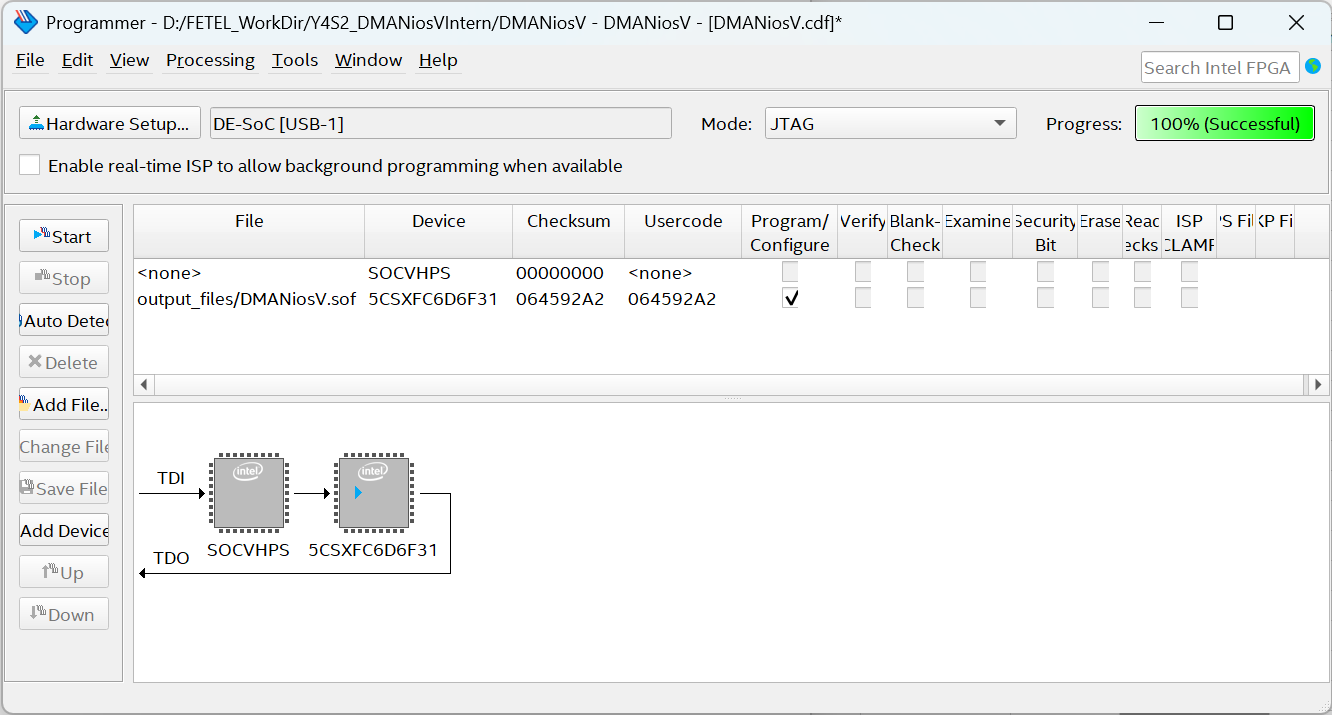 Programmer - D:/FETEL_WorkDir/Y4S2_DMANiosVIntern/DMANiosV - DMANiosV - [DMANiosV.cdf]*
File Edit View Processing Tools Window Help
Search Intel FPGA
Hardware Setup... DE-SoC [USB-1] Mode: JTAG Progress: 100% (Successful)
Enable real-time ISP to allow background programming when available
Start
Stop
Auto Detec
Delete
Add File..
Change File
Save File
Add Device
Up
Down
File Device Checksum Usercode Program/ Verify Blank- Examine Security Erase Read ISP PS Fil KP Fi
Configure Check Bit ecks CLAMP
<none> SOCVHPS 00000000 <none>
output_files/DMANiosV.sof 5CSXFC6D6F31 064592A2 064592A2
intel intel
TDI
SOCVHPS 5CSXFC6D6F31
TDO